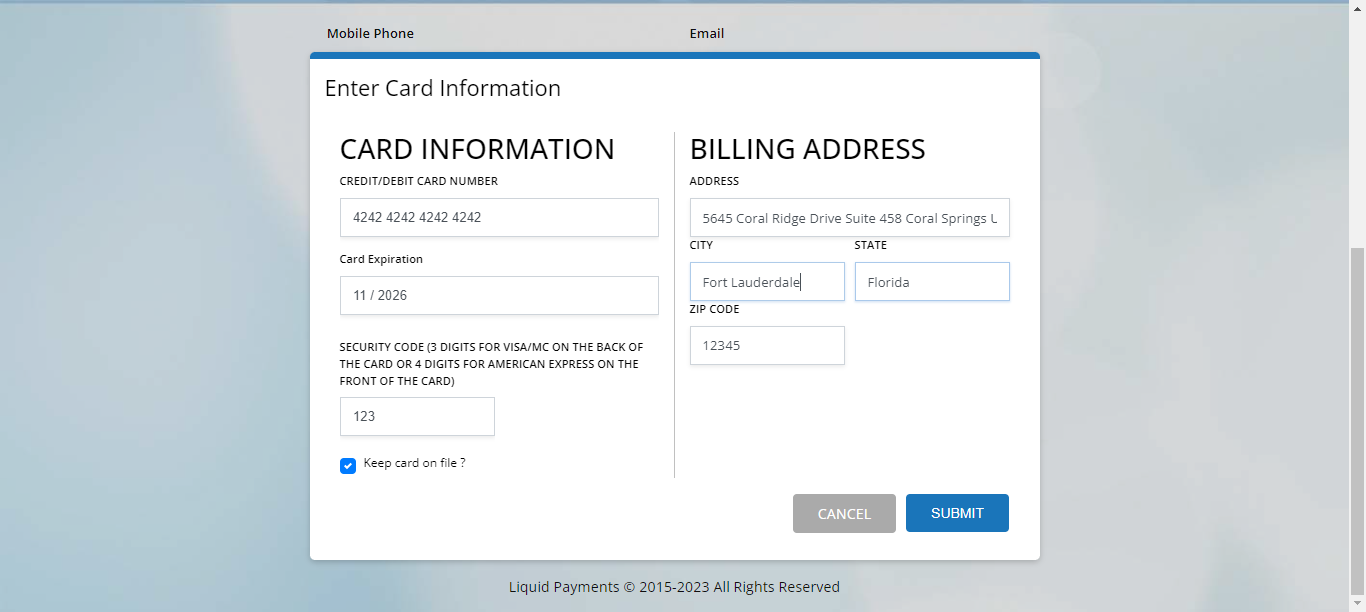 Mobile Phone
Email
Enter Card Information
CARD INFORMATION
CREDIT/DEBIT CARD NUMBER
4242 4242 4242 4242
Card Expiration
11 / 2026
SECURITY CODE (3 DIGITS FOR VISA/MC ON THE BACK OF
THE CARD OR 4 DIGITS FOR AMERICAN EXPRESS ON THE
FRONT OF THE CARD)
123
Keep card on file ?
BILLING ADDRESS
ADDRESS
5645 Coral Ridge Drive Suite 458 Coral Springs
CITY
STATE
Fort Lauderdale
Florida
ZIP CODE
12345
CANCEL
SUBMIT
Liquid Payments © 2015-2023 All Rights Reserved